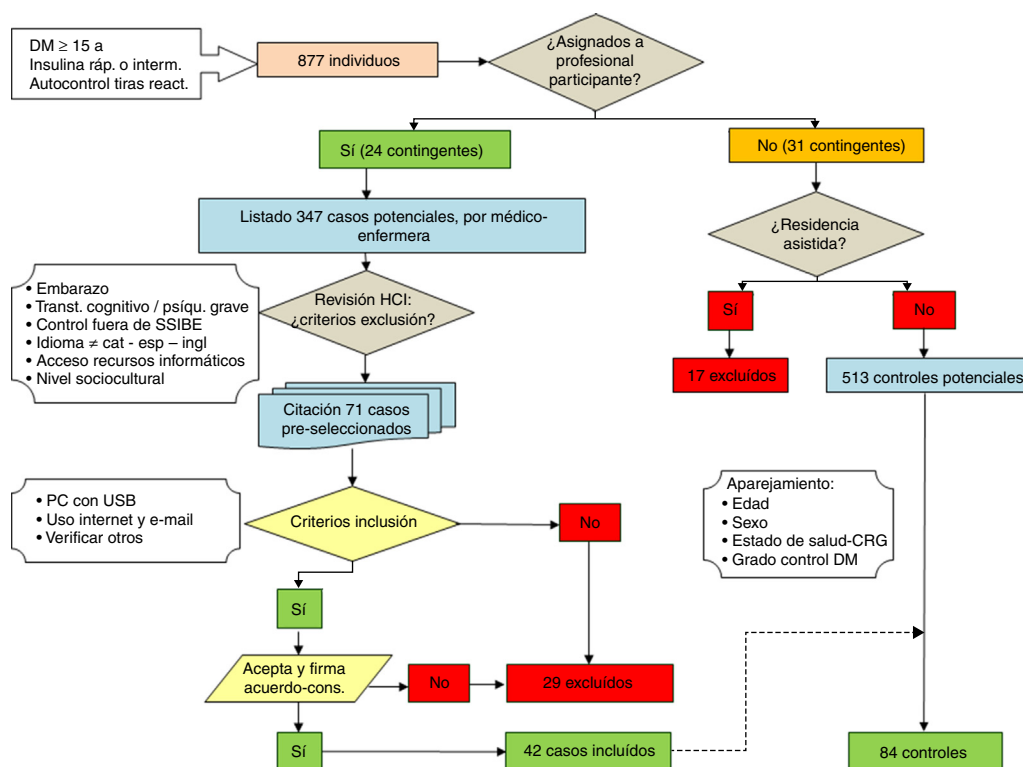 DM ≥ 15 a
Insulina ráp. o interm.
Autocontrol tiras react.
877 individuos
¿Asignados a
profesional
participante?
Sí (24 contingentes)
No (31 contingentes)
Listado 347 casos potenciales, por médico-
enfermera
¿Residencia
asistida?
• Embarazo
• Transt. cognitivo / psíqu. grave
• Control fuera de SSIBE
• Idioma ≠ cat - esp – ingl
• Acceso recursos informáticos
• Nivel sociocultural
Revisión HCI:
¿criterios exclusión?
Sí
No
17 excluídos
513 controles potenciales
Citación 71 casos
pre-seleccionados
• PC con USB
• Uso internet y e-mail
• Verificar otros
Criterios inclusión
No
Aparejamiento:
• Edad
• Sexo
• Estado de salud-CRG
• Grado control DM
Sí
Acepta y firma
acuerdo-cons.
No
29 excluídos
Sí
42 casos incluídos
84 controles